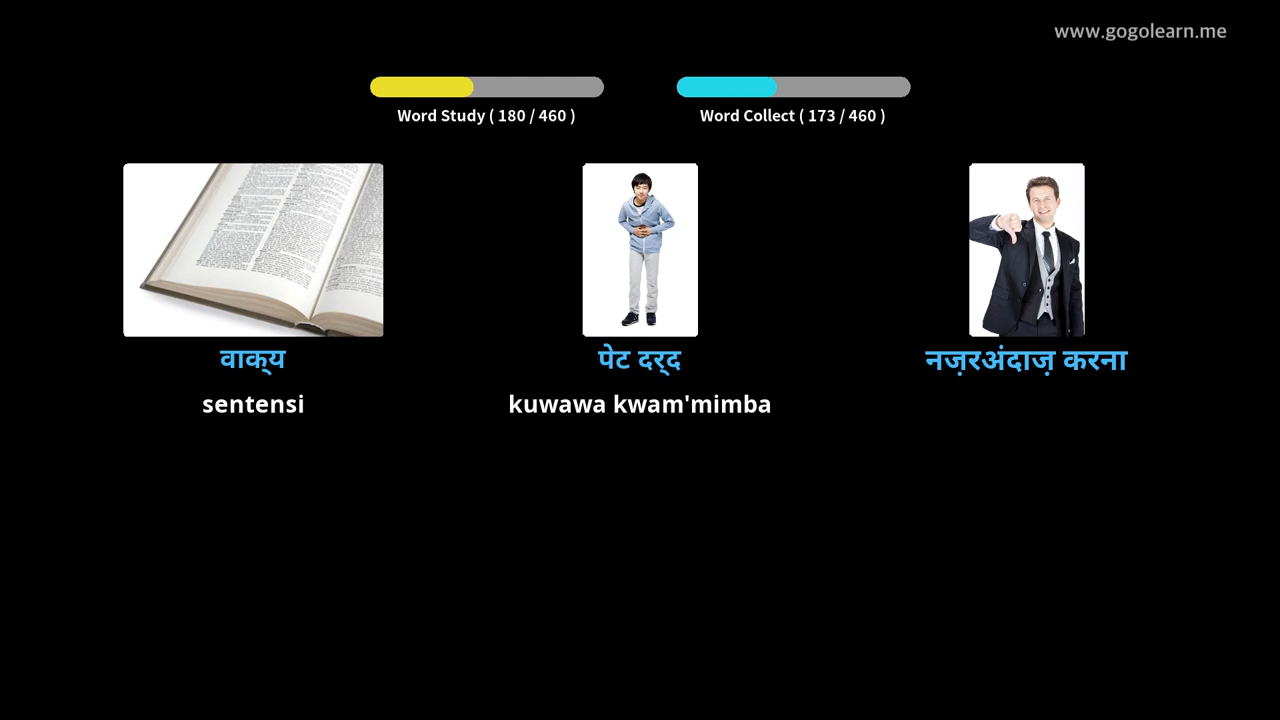 www.gogolearn.me
Word Study ( 180 / 460 )
Word Collect ( 173 / 460 )
वाक्य
पेट दर्द
नज़रअंदाज़ करना
sentensi
kuwawa kwam'mimba